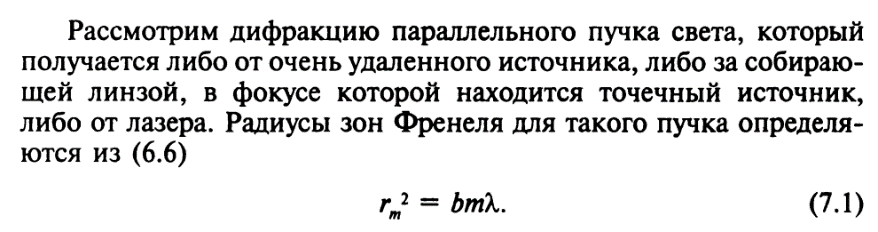 Рассмотрим дифракцию параллельного пучка света, который
получается либо от очень удаленного источника, либо за собираю-
щей линзой, в фокусе которой находится точечный источник,
либо от лазера. Радиусы зон Френеля для такого пучка определя-
ются из (6.6)
rₘ² = bmλ. (7.1)